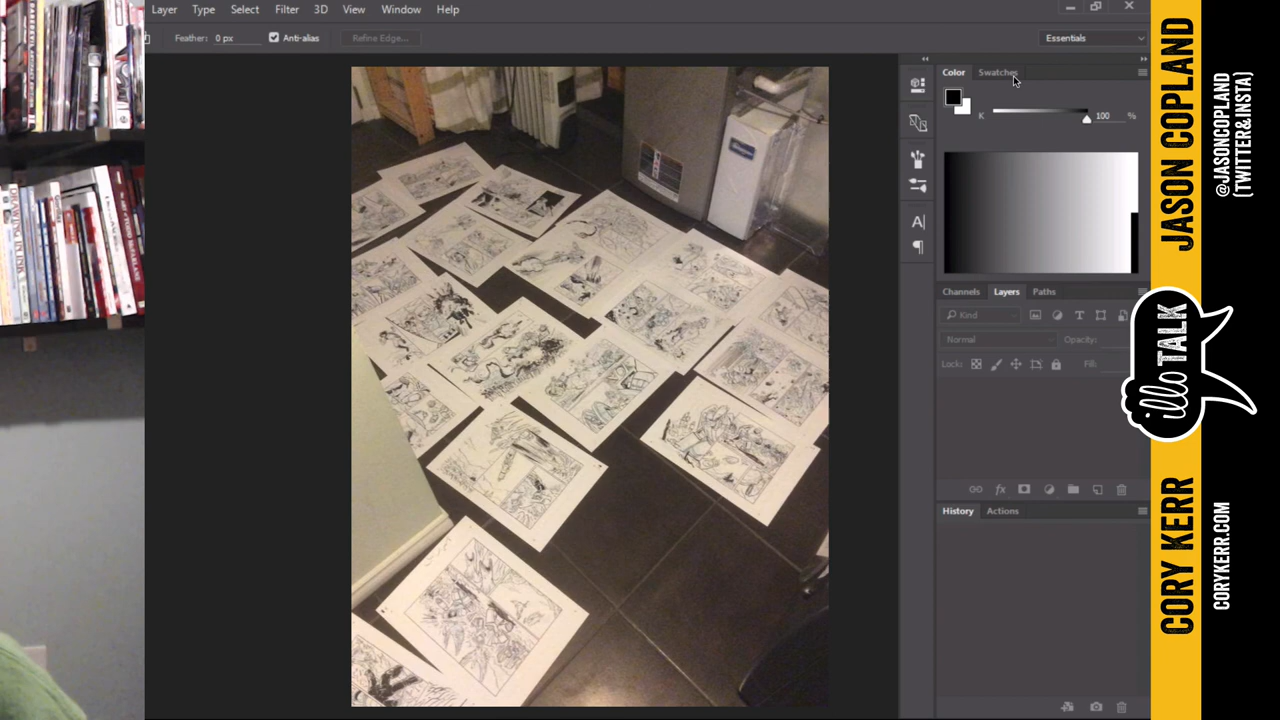 Layer Type Select Filter 3D View Window Help
Feather: 0 px Anti-alias Refine Edge...
Essentials
Color Swatches
K 100 %
Channels Layers Paths
Kind
Normal Opacity:
Lock: Fill:
fx
History Actions
JASON COPLAND
@JASONCOPLAND
(TWITTER&INSTA)
illo TALK
CORY KERR
CORYKERR.COM